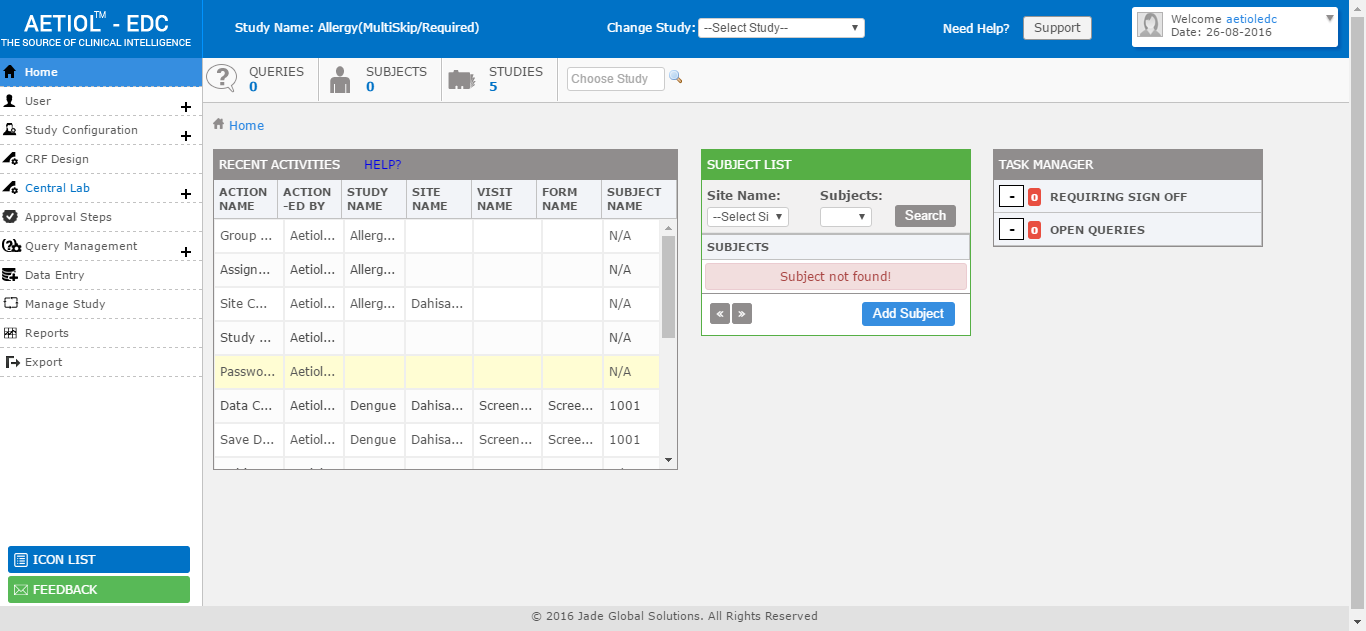 AETIOL™ - EDC
THE SOURCE OF CLINICAL INTELLIGENCE
Study Name: Allergy(MultiSkip/Required)
Change Study: --Select Study--
Need Help? Support
Welcome aetioledc
Date: 26-08-2016
Home
User
Study Configuration
CRF Design
Central Lab
Approval Steps
Query Management
Data Entry
Manage Study
Reports
Export
ICON LIST
FEEDBACK
QUERIES
0
SUBJECTS
0
STUDIES
5
Choose Study
Home
RECENT ACTIVITIES HELP?
ACTION NAME ACTION -ED BY STUDY NAME SITE NAME VISIT NAME FORM NAME SUBJECT NAME
Group ... Aetiol... Allerg... N/A
Assign... Aetiol... Allerg... N/A
Site C... Aetiol... Allerg... Dahisa... N/A
Study ... Aetiol... N/A
Passwo... Aetiol... N/A
Data C... Aetiol... Dengue Dahisa... Screen... Scree... 1001
Save D... Aetiol... Dengue Dahisa... Screen... Scree... 1001
SUBJECT LIST
Site Name: Subjects:
--Select Si Search
SUBJECTS
Subject not found!
« » Add Subject
TASK MANAGER
- 0 REQUIRING SIGN OFF
- 0 OPEN QUERIES
© 2016 Jade Global Solutions. All Rights Reserved